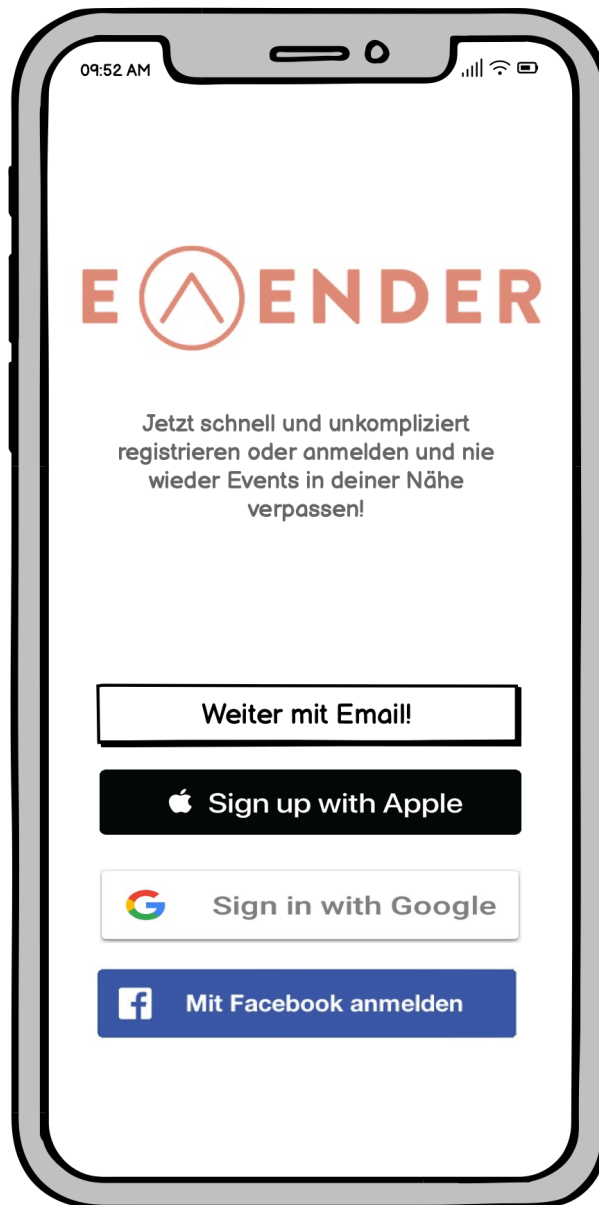 09:52 AM
E ENDER
Jetzt schnell und unkompliziert
registrieren oder anmelden und nie
wieder Events in deiner Nähe
verpassen!
Weiter mit Email!
Sign up with Apple
Sign in with Google
Mit Facebook anmelden